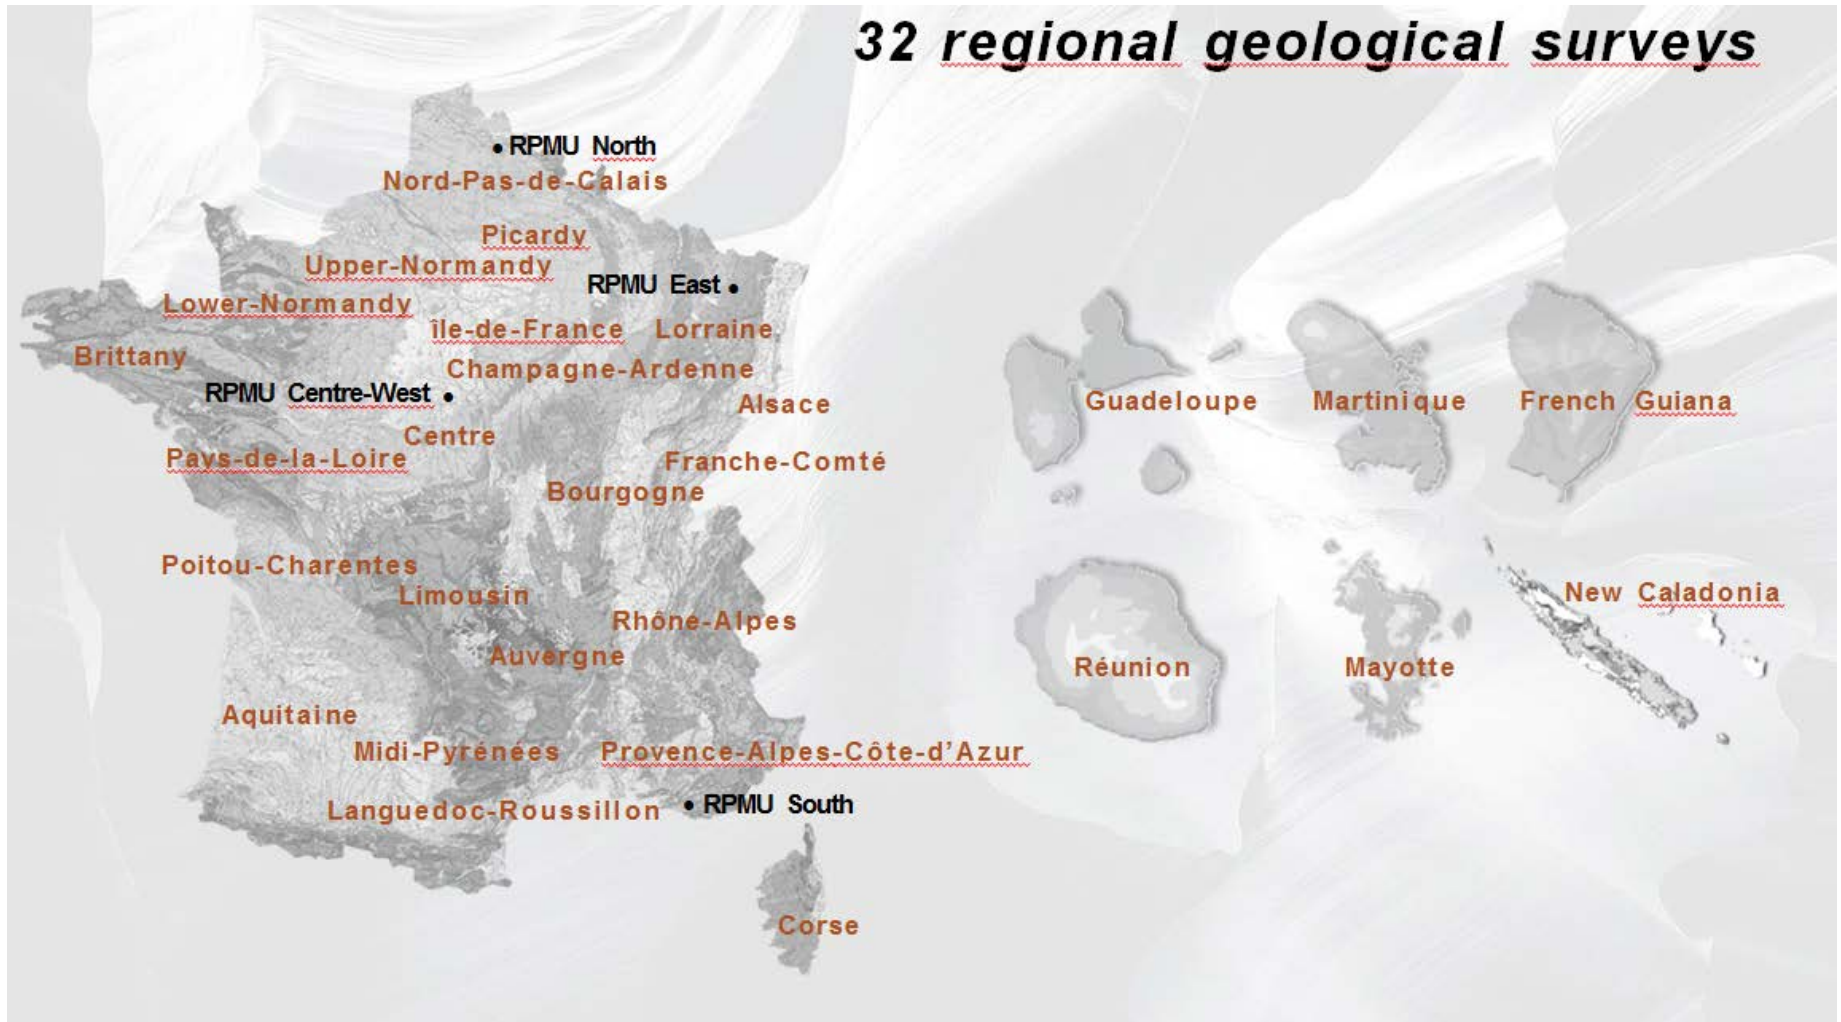 32 regional geological surveys
RPMU North
Nord-Pas-de-Calais
Picardy
Upper-Normandy
RPMU East
Lower-Normandy
île-de-France
Lorraine
Brittany
Champagne-Ardenne
RPMU Centre-West
Alsace
Centre
Pays-de-la-Loire
Franche-Comté
Bourgogne
Poitou-Charentes
Limousin
Rhône-Alpes
Auvergne
Aquitaine
Midi-Pyrénées
Provence-Alpes-Côte-d’Azur
Languedoc-Roussillon
RPMU South
Corse
Guadeloupe
Martinique
French Guiana
Réunion
Mayotte
New Caladonia